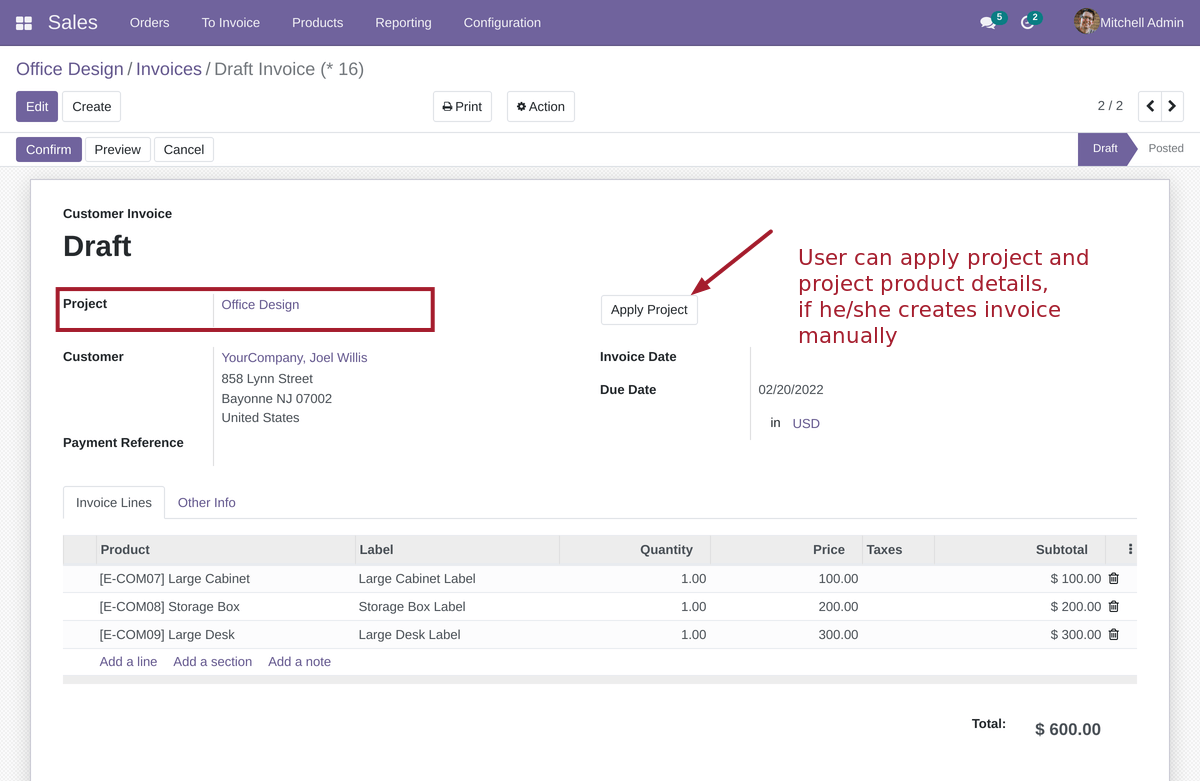 Sales Orders To Invoice Products Reporting Configuration 5 2 Mitchell Admin
Office Design / Invoices / Draft Invoice (* 16)
Edit Create Print Action 2 / 2
Confirm Preview Cancel Draft Posted
Customer Invoice
Draft
User can apply project and
project product details,
if he/she creates invoice
manually
Project Office Design Apply Project
Customer YourCompany, Joel Willis Invoice Date
858 Lynn Street
Due Date 02/20/2022
Bayonne NJ 07002
United States
in USD
Payment Reference
Invoice Lines Other Info
Product Label Quantity Price Taxes Subtotal
[E-COM07] Large Cabinet Large Cabinet Label 1.00 100.00 $ 100.00
[E-COM08] Storage Box Storage Box Label 1.00 200.00 $ 200.00
[E-COM09] Large Desk Large Desk Label 1.00 300.00 $ 300.00
Add a line Add a section Add a note
Total: $ 600.00